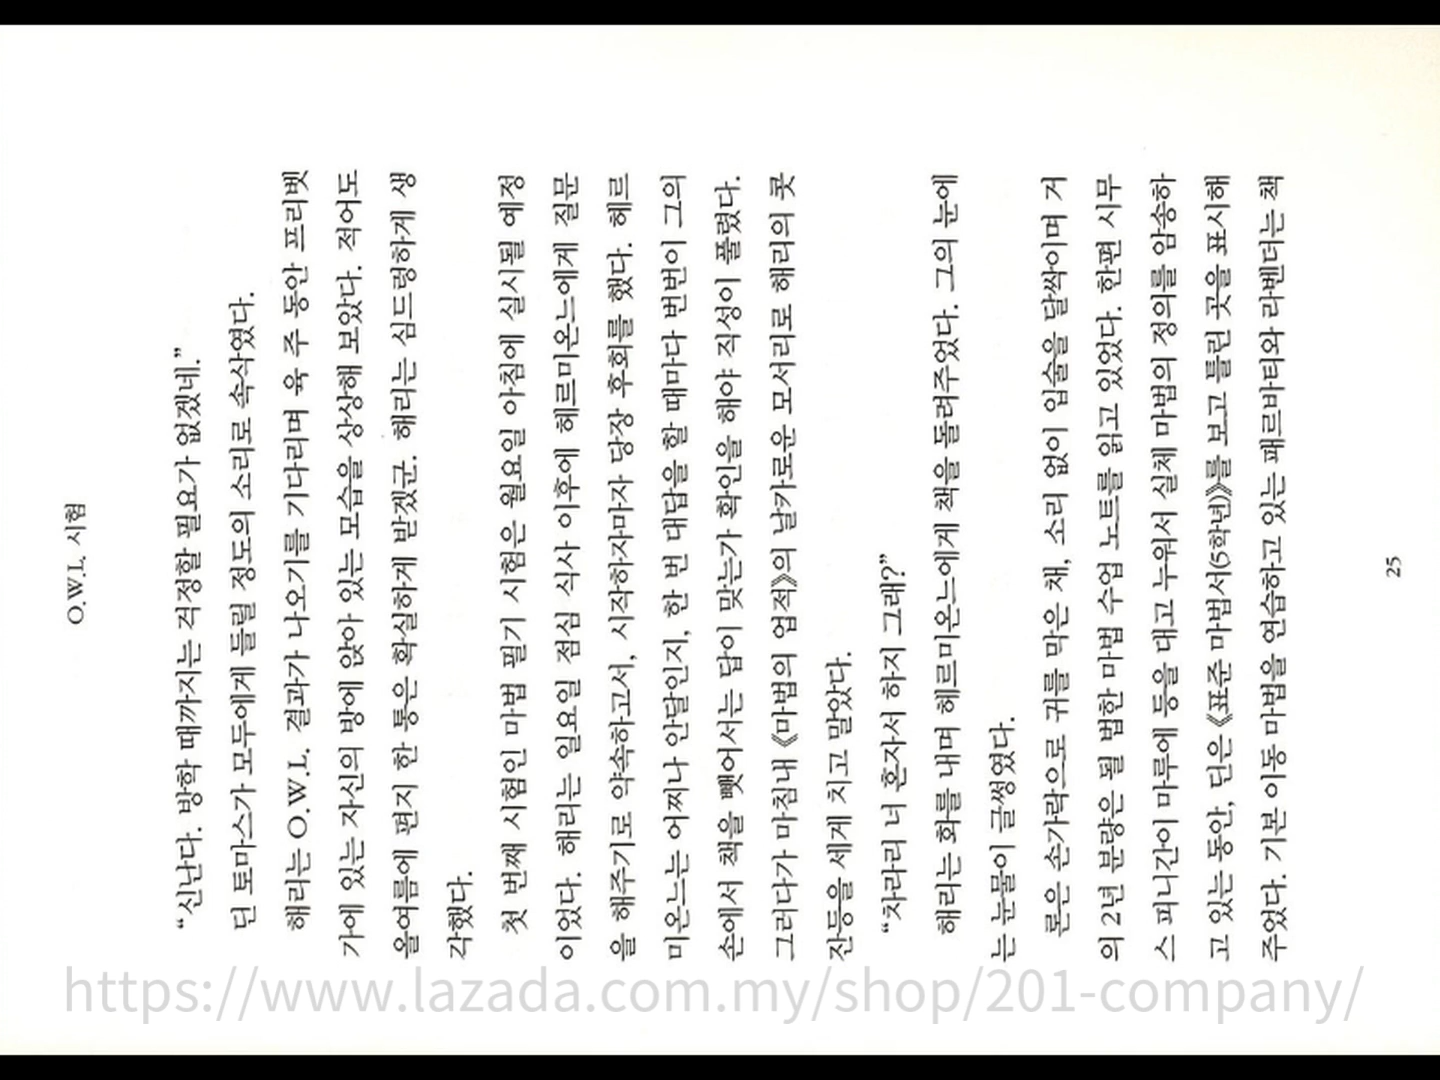 O.W.L. 시험
“신난다. 방학 때까지는 걱정할 필요가 없겠네.”
딘 토마스가 모두에게 들릴 정도의 소리로 속삭였다.
해리는 O.W.L. 결과가 나오기를 기다리며 육 주 동안 프리벳
가에 있는 자신의 방에 앉아 있는 모습을 상상해 보았다. 적어도
올여름에 편지 한 통은 확실하게 받겠군. 해리는 심드렁하게 생
각했다.
첫 번째 시험인 마법 필기 시험은 월요일 아침에 실시될 예정
이었다. 해리는 일요일 점심 식사 이후에 헤르미온느에게 질문
을 해주기로 약속하고서, 시작하자마자 당장 후회를 했다. 헤르
미온느는 어찌나 안달인지, 한 번 대답을 할 때마다 번번이 그의
손에서 책을 뺏어서는 답이 맞는가 확인을 해야 직성이 풀렸다.
그러다가 마침내 《마법의 업적》의 날카로운 모서리로 해리의 콧
잔등을 세게 치고 말았다.
“차라리 너 혼자서 하지 그래?”
해리는 화를 내며 헤르미온느에게 책을 돌려주었다. 그의 눈에
는 눈물이 글썽였다.
론은 손가락으로 귀를 막은 채, 소리 없이 입술을 달싹이며 거
의 2년 분량은 될 법한 마법 수업 노트를 읽고 있었다. 한편 시무
스 피니간이 마루에 등을 대고 누워서 실체 마법의 정의를 암송하
고 있는 동안, 딘은 《표준 마법서(5학년)》를 보고 틀린 곳을 표시해
주었다. 기본 이동 마법을 연습하고 있는 패르바티와 라벤더는 책
25
https://www.lazada.com.my/shop/201-company/